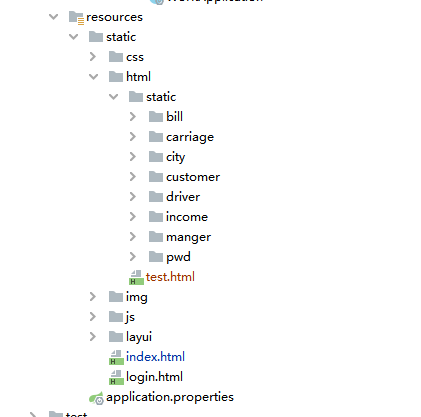 resources
static
css
html
static
bill
carriage
city
customer
driver
income
manger
pwd
test.html
img
js
layui
index.html
login.html
application.properties